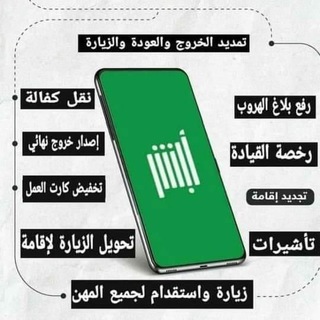 تمديد الخروج والعودة والزيارة
نقل كفالة
رفع بلاغ الهروب
إصدار خروج نهائي
رخصة القيادة
أبشر
تخفيض كارت العمل
تجديد إقامة
تحويل الزيارة لإقامة
تأشيرات
زيارة واستقدام لجميع المهن